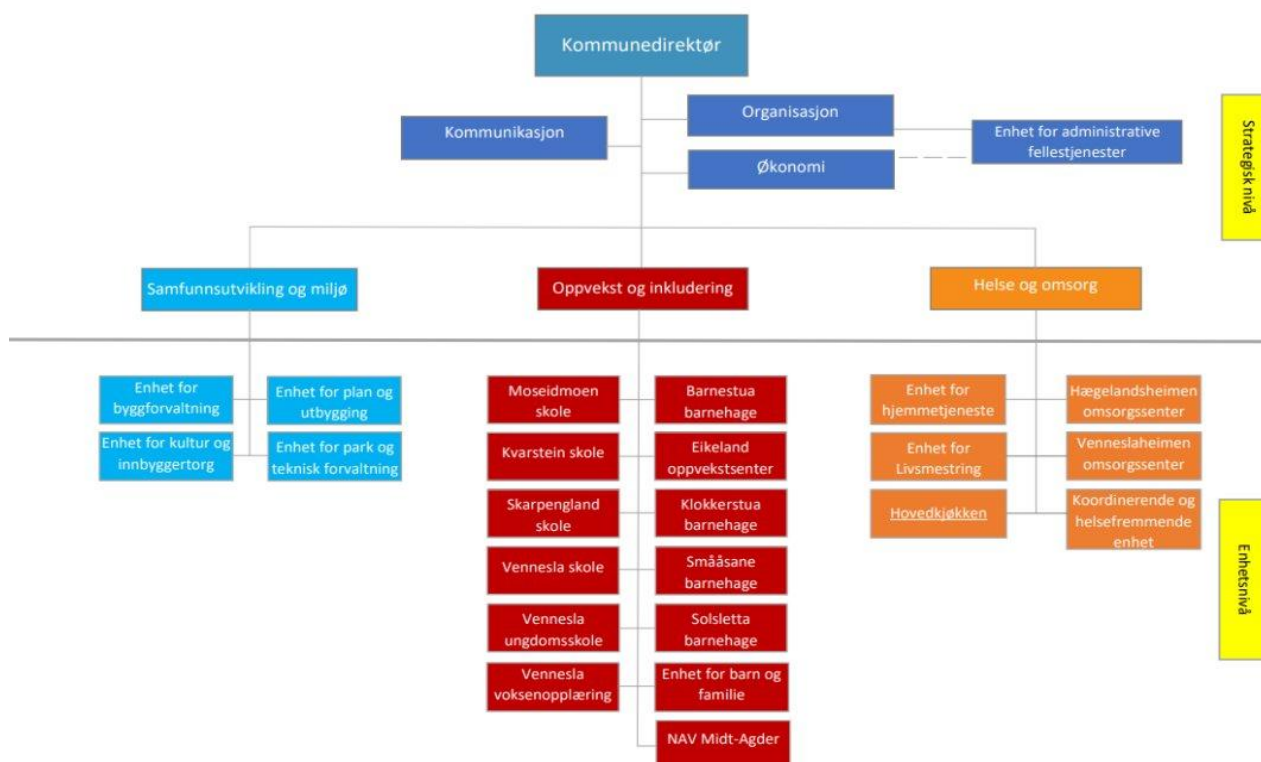 Kommunedirektør
Organisasjon
Kommunikasjon
Enhet for administrative
fellestjenester
Økonomi
Strategisk nivå
Samfunnsutvikling og miljø
Oppvekst og inkludering
Helse og omsorg
Enhet for
byggforvaltning
Enhet for plan og
utbygging
Enhet for kultur og
innbyggertorg
Enhet for park og
teknisk forvaltning
Moseidmoen
skole
Barnestua
barnehage
Kvarstein skole
Eikeland
oppvekstsenter
Skarpengland
skole
Klokkerstua
barnehage
Vennesla skole
Smååsane
barnehage
Vennesla
ungdomsskole
Solsletta
barnehage
Vennesla
voksenopplæring
Enhet for barn og
familie
NAV Midt-Agder
Enhet for
hjemmetjeneste
Hægelandsheimen
omsorgssenter
Enhet for
Livsmestring
Venneslaheimen
omsorgssenter
Hovedkjøkken
Koordinerende og
helsefremmende
enhet
Enhetsnivå